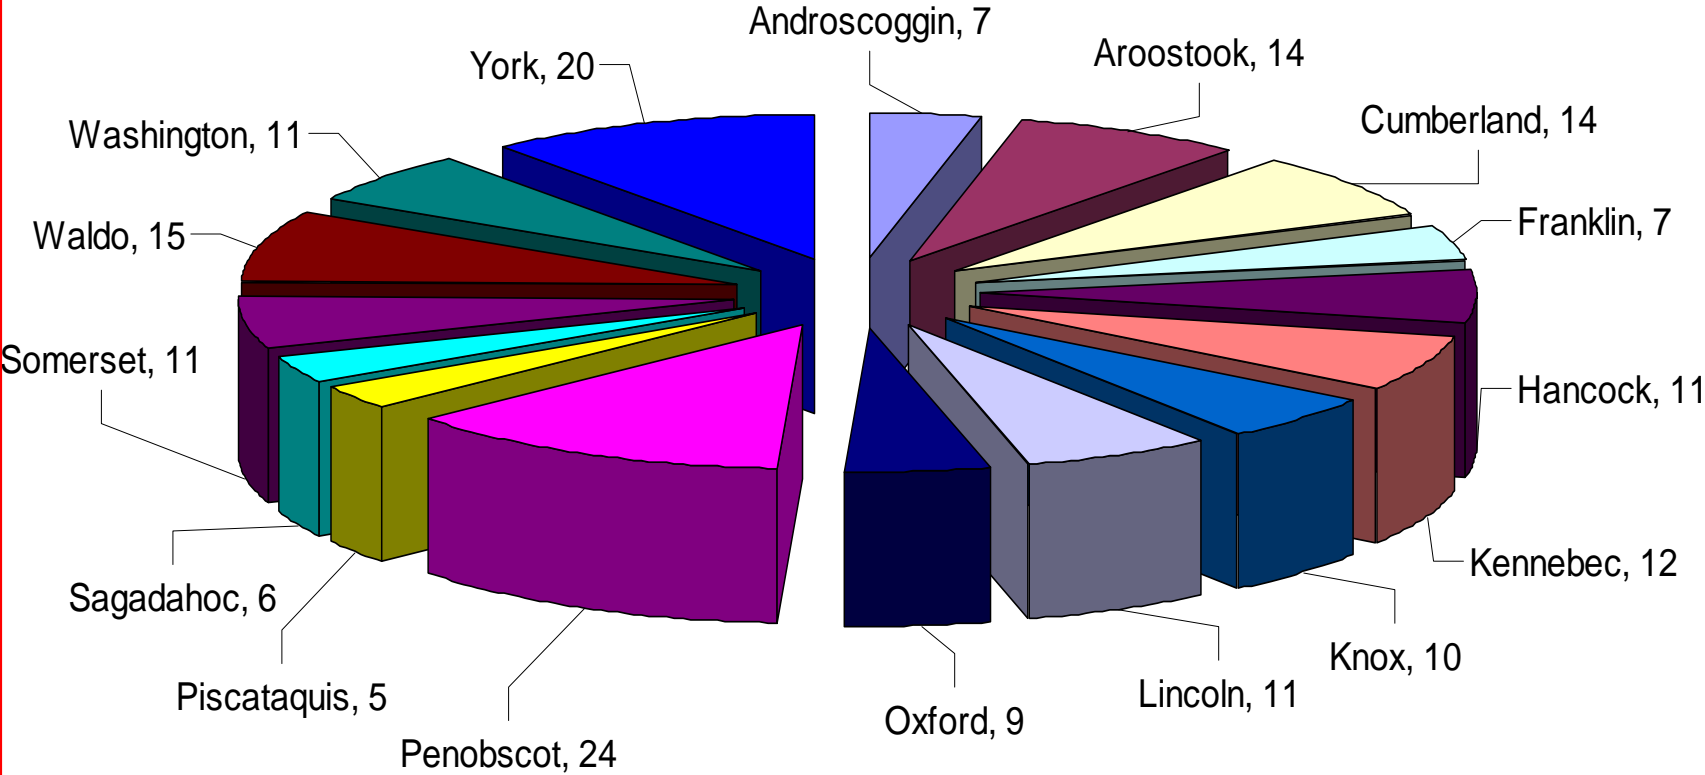 Androscoggin, 7
Aroostook, 14
Cumberland, 14
Franklin, 7
Hancock, 11
Kennebec, 12
Knox, 10
Lincoln, 11
Oxford, 9
Penobscot, 24
Piscataquis, 5
Sagadahoc, 6
Somerset, 11
Waldo, 15
Washington, 11
York, 20